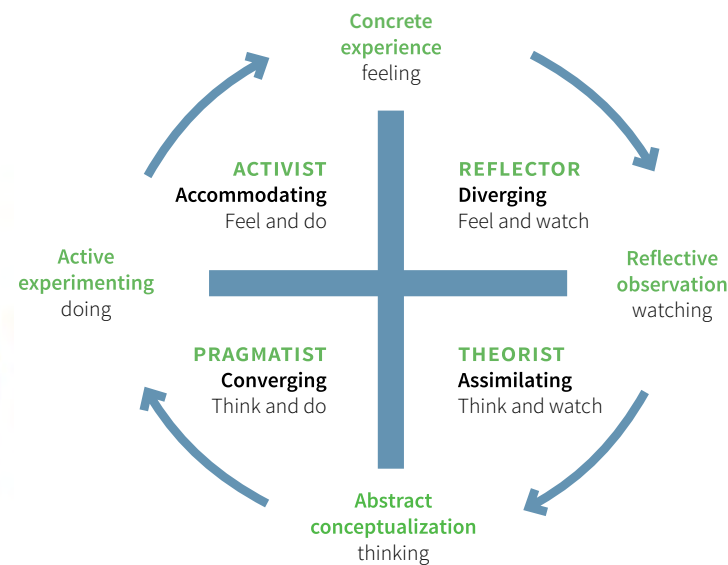 Concrete
experience
feeling
ACTIVIST
Accommodating
Feel and do
REFLECTOR
Diverging
Feel and watch
Active
experimenting
doing
Reflective
observation
watching
PRAGMATIST
Converging
Think and do
THEORIST
Assimilating
Think and watch
Abstract
conceptualization
thinking